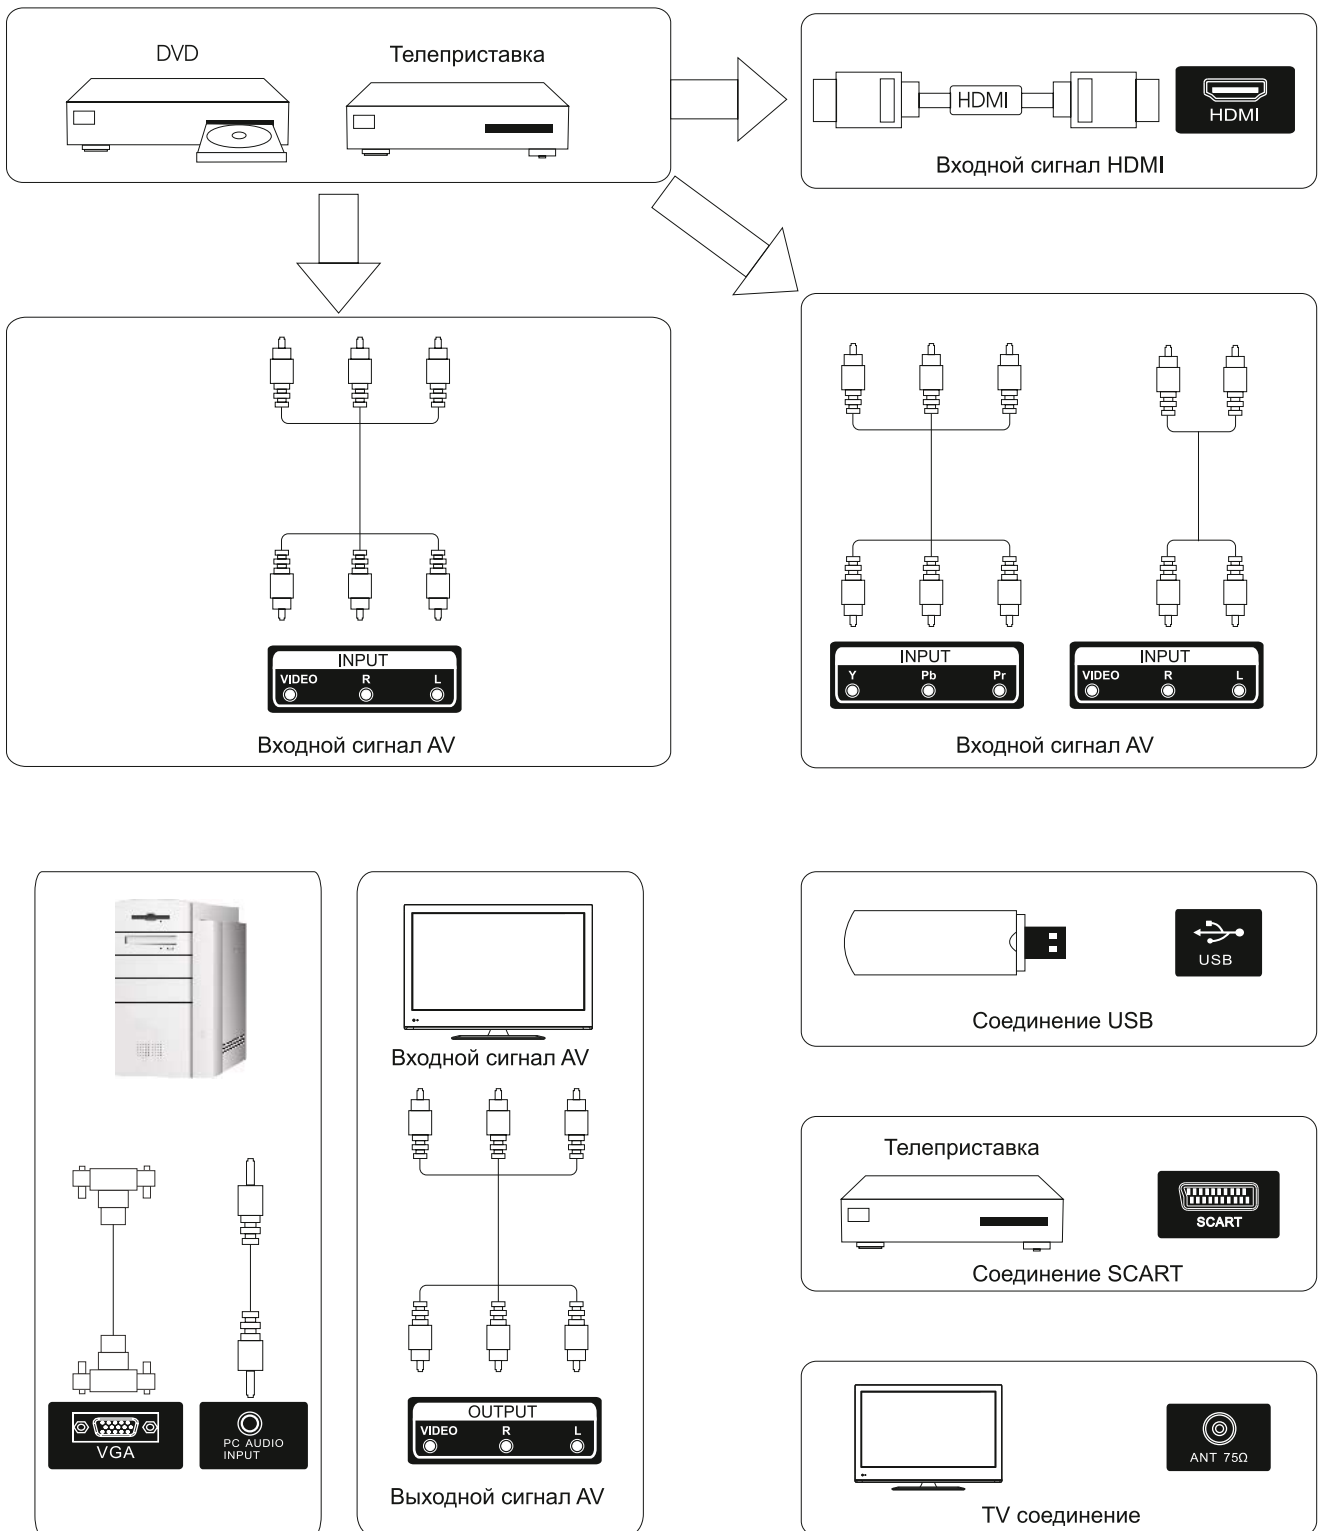 DVD
Телеприставка
HDMI
HDMI
Входной сигнал HDMI
INPUT
VIDEO R L
Входной сигнал AV
INPUT
Y Pb Pr
INPUT
VIDEO R L
Входной сигнал AV
VGA
PC AUDIO
INPUT
Входной сигнал AV
OUTPUT
VIDEO R L
Выходной сигнал AV
USB
Соединение USB
Телеприставка
SCART
Соединение SCART
ANT 75Ω
TV соединение